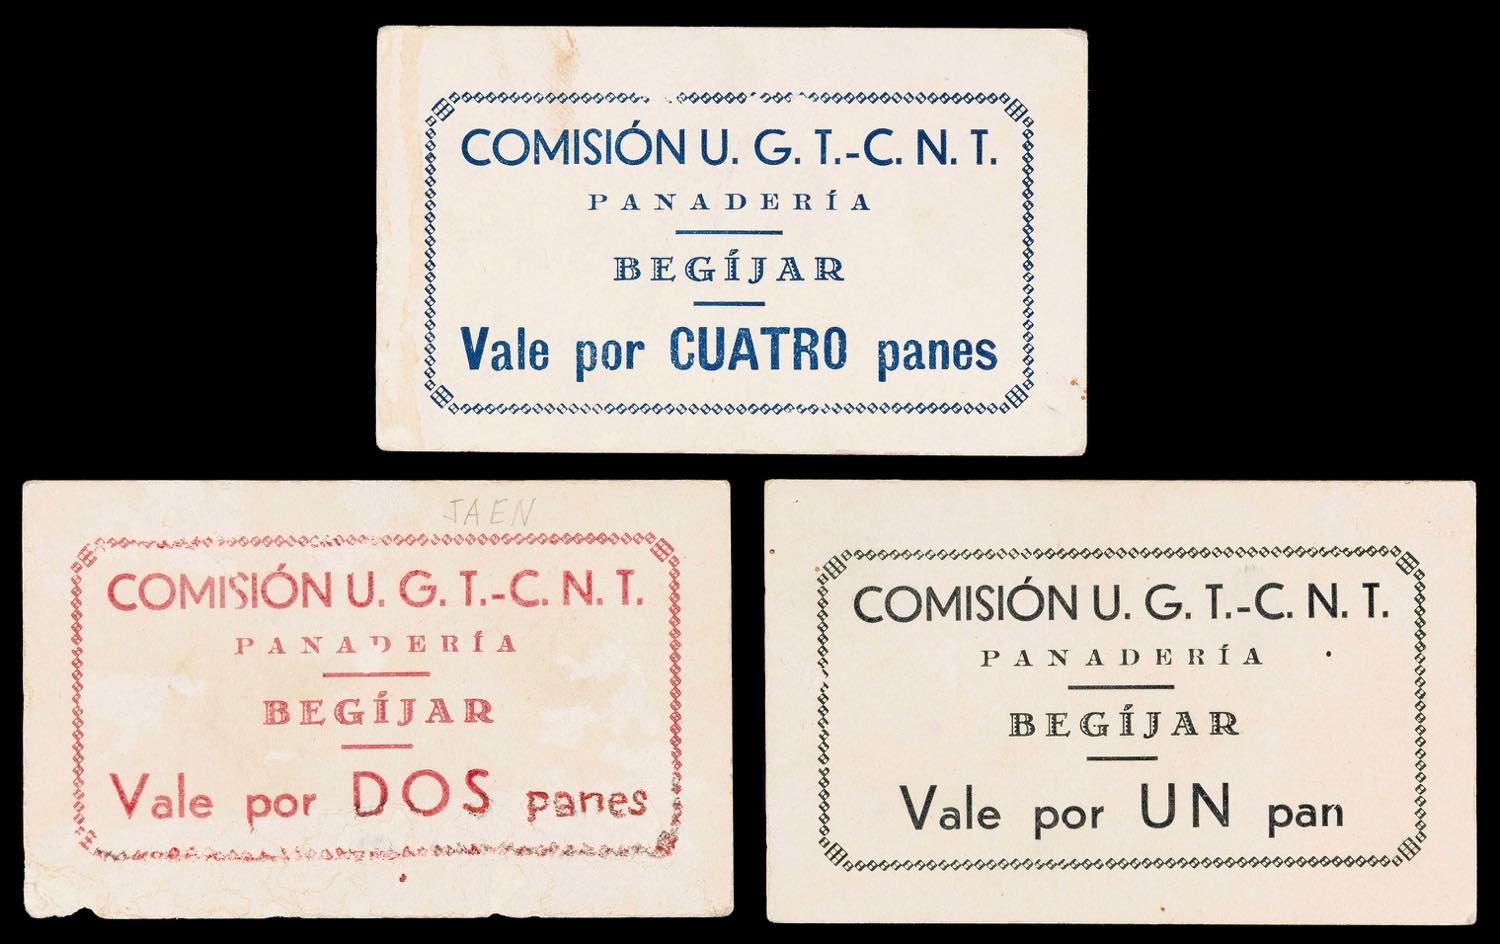 COMISIÓN U. G. T.-C. N. T.
PANADERÍA
BEGÍJAR
Vale por CUATRO panes
JAEN
COMISIÓN U. G. T.-C. N. T.
PANADERÍA
BEGÍJAR
Vale por DOS panes
COMISIÓN U. G. T.-C. N. T.
PANADERÍA
BEGÍJAR
Vale por UN pan